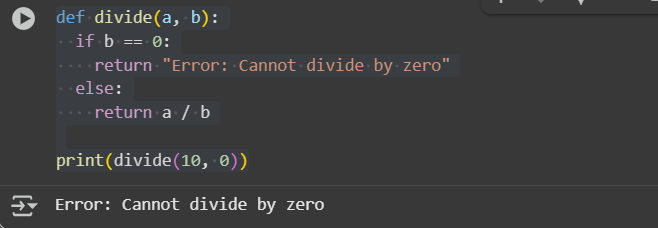 def divide(a, b):
  if b == 0:
    return "Error: Cannot divide by zero"
  else:
    return a / b
print(divide(10, 0))
Error: Cannot divide by zero